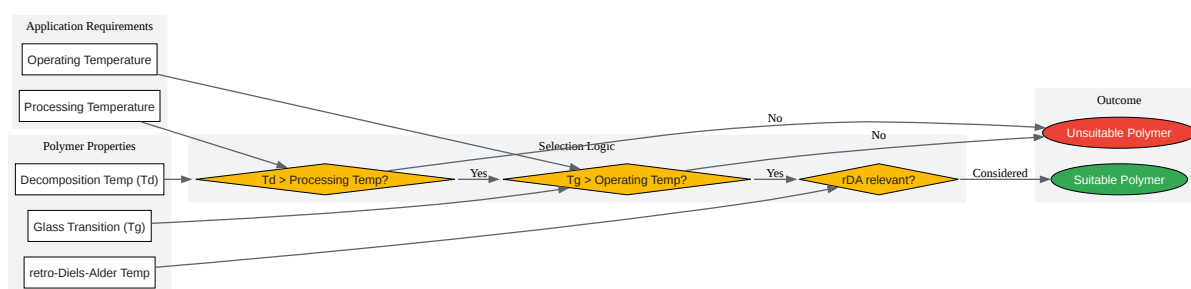 Application Requirements
Operating Temperature
Processing Temperature
Polymer Properties
Decomposition Temp (Td)
Glass Transition (Tg)
retro-Diels-Alder Temp
Selection Logic
Td > Processing Temp?
Yes
Tg > Operating Temp?
Yes
rDA relevant?
No
No
Considered
Outcome
Unsuitable Polymer
Suitable Polymer